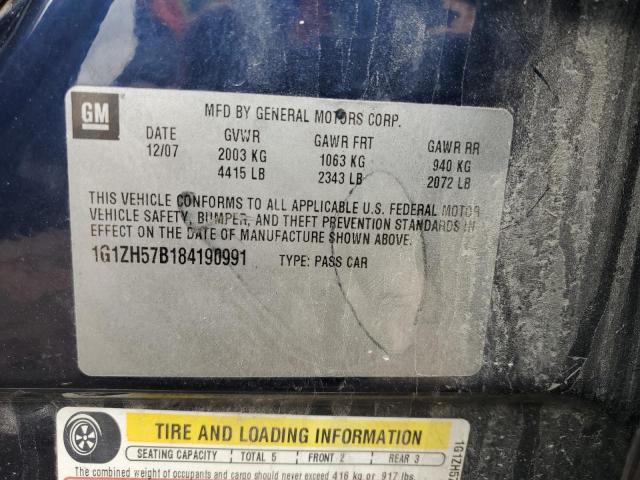 GM
MFD BY GENERAL MOTORS CORP.
DATE GVWR GAWR FRT GAWR RR
12/07 2003 KG 1063 KG 940 KG
4415 LB 2343 LB 2072 LB
THIS VEHICLE CONFORMS TO ALL APPLICABLE U.S. FEDERAL MOTOR
VEHICLE SAFETY, BUMPER, AND THEFT PREVENTION STANDARDS IN
EFFECT ON THE DATE OF MANUFACTURE SHOWN ABOVE.
1G1ZH57B184190991 TYPE: PASS CAR
TIRE AND LOADING INFORMATION
SEATING CAPACITY TOTAL 5 FRONT 2 REAR 3
The combined weight of occupants and cargo should never exceed 416 kg or 917 lbs.
1G1ZH5